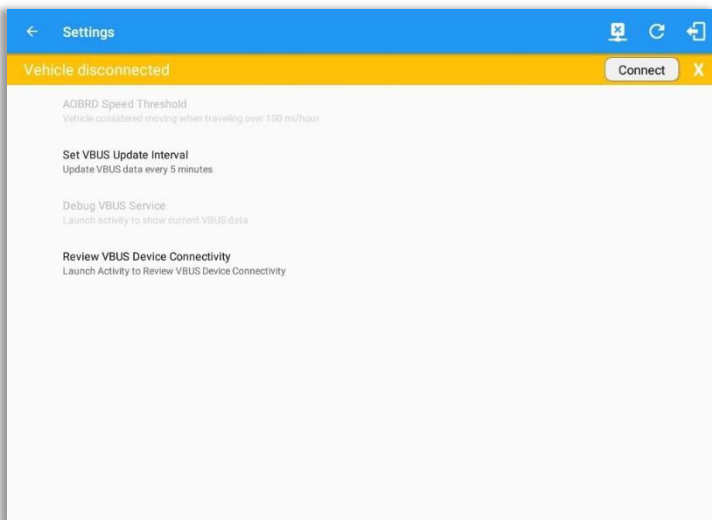 Settings
Vehicle disconnected
Connect
X
AOBRD Speed Threshold
Vehicle considered moving when traveling over 100 mi/hour
Set VBUS Update Interval
Update VBUS data every 5 minutes
Debug VBUS Service
Launch activity to show current VBUS data
Review VBUS Device Connectivity
Launch Activity to Review VBUS Device Connectivity